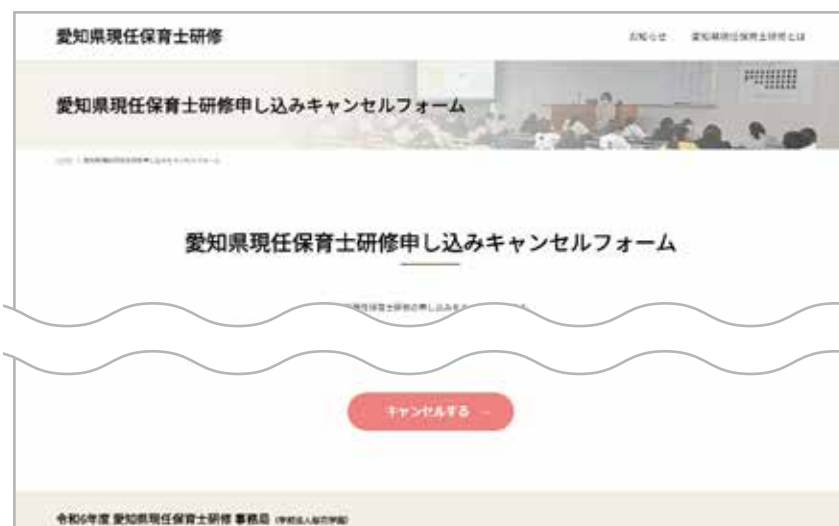 愛知県現任保育士研修
お知らせ 愛知県現任保育士研修とは
愛知県現任保育士研修申し込みキャンセルフォーム
愛知県現任保育士研修申し込みキャンセルフォーム
キャンセルする →
令和6年度 愛知県現任保育士研修 事務局